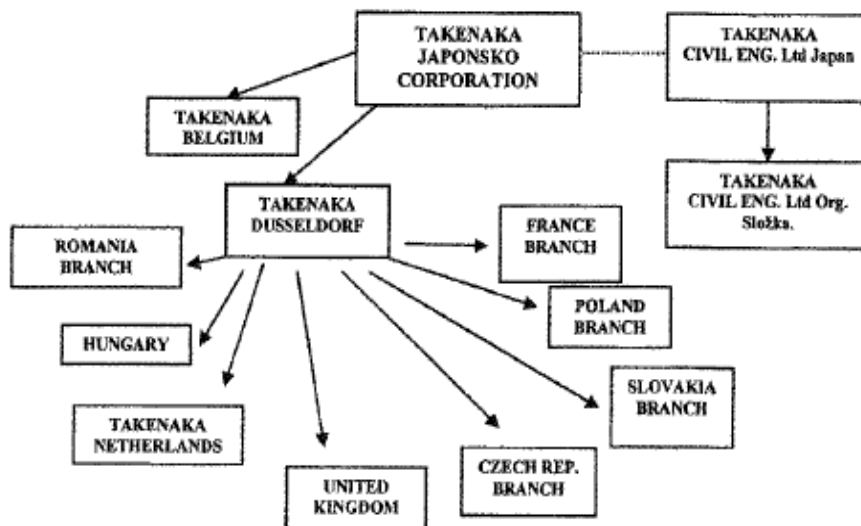 TAKENAKA
JAPONSKO
CORPORATION
TAKENAKA
CIVIL ENG. Ltd Japan
TAKENAKA
BELGIUM
TAKENAKA
CIVIL ENG. Ltd Org.
Složka.
TAKENAKA
DUSSELDORF
FRANCE
BRANCH
ROMANIA
BRANCH
POLAND
BRANCH
HUNGARY
SLOVAKIA
BRANCH
TAKENAKA
NETHERLANDS
CZECH REP.
BRANCH
UNITED
KINGDOM